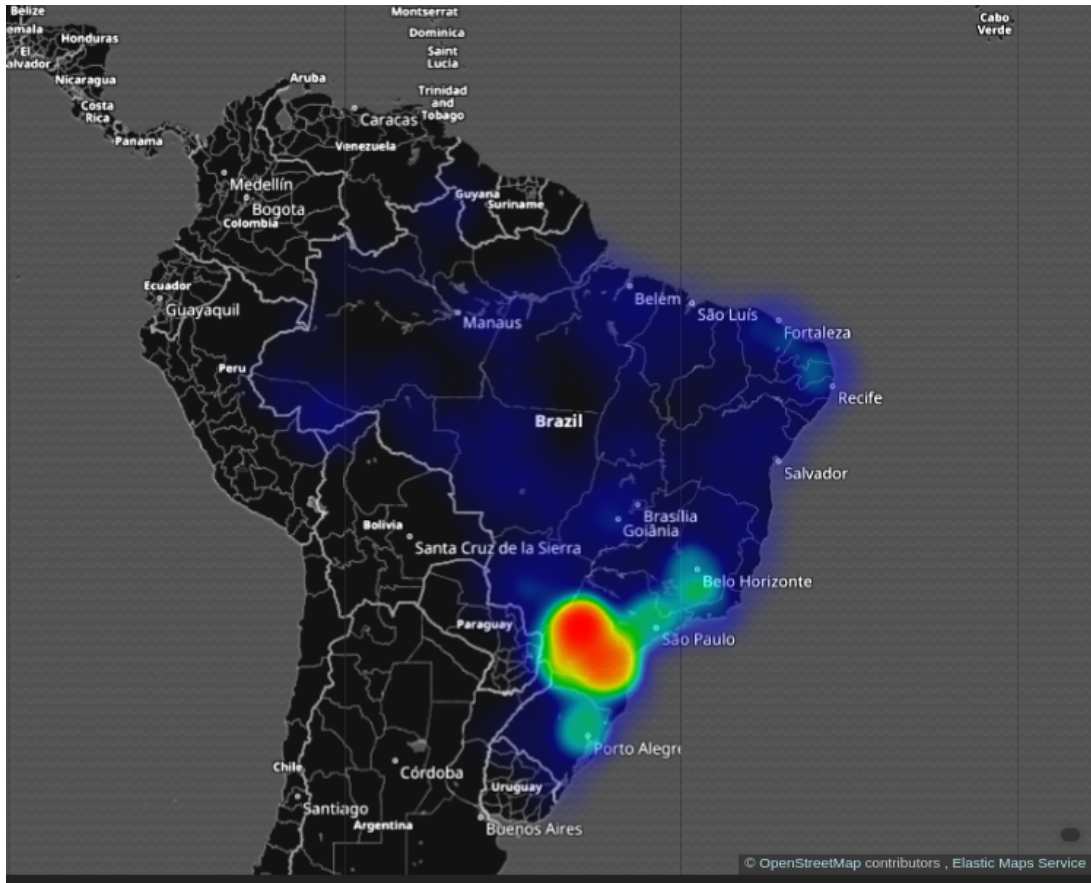 Belize
Montserrat
Cabo
Verde
emala
Honduras
Dominica
El
alvador
Saint
Lucia
Nicaragua
Aruba
Costa
Rica
Trinidad
and
Tobago
Caracas
Panama
Venezuela
Medellín
Guyana
Suriname
Bogota
Colombia
Ecuador
Guayaquil
Belém
São Luís
Manaus
Fortaleza
Peru
Recife
Brazil
Salvador
Brasília
Goiânia
Bolivia
Santa Cruz de la Sierra
Belo Horizonte
Paraguay
São Paulo
Porto Alegre
Chile
Córdoba
Uruguay
Santiago
Argentina
Buenos Aires
© OpenStreetMap contributors , Elastic Maps Service